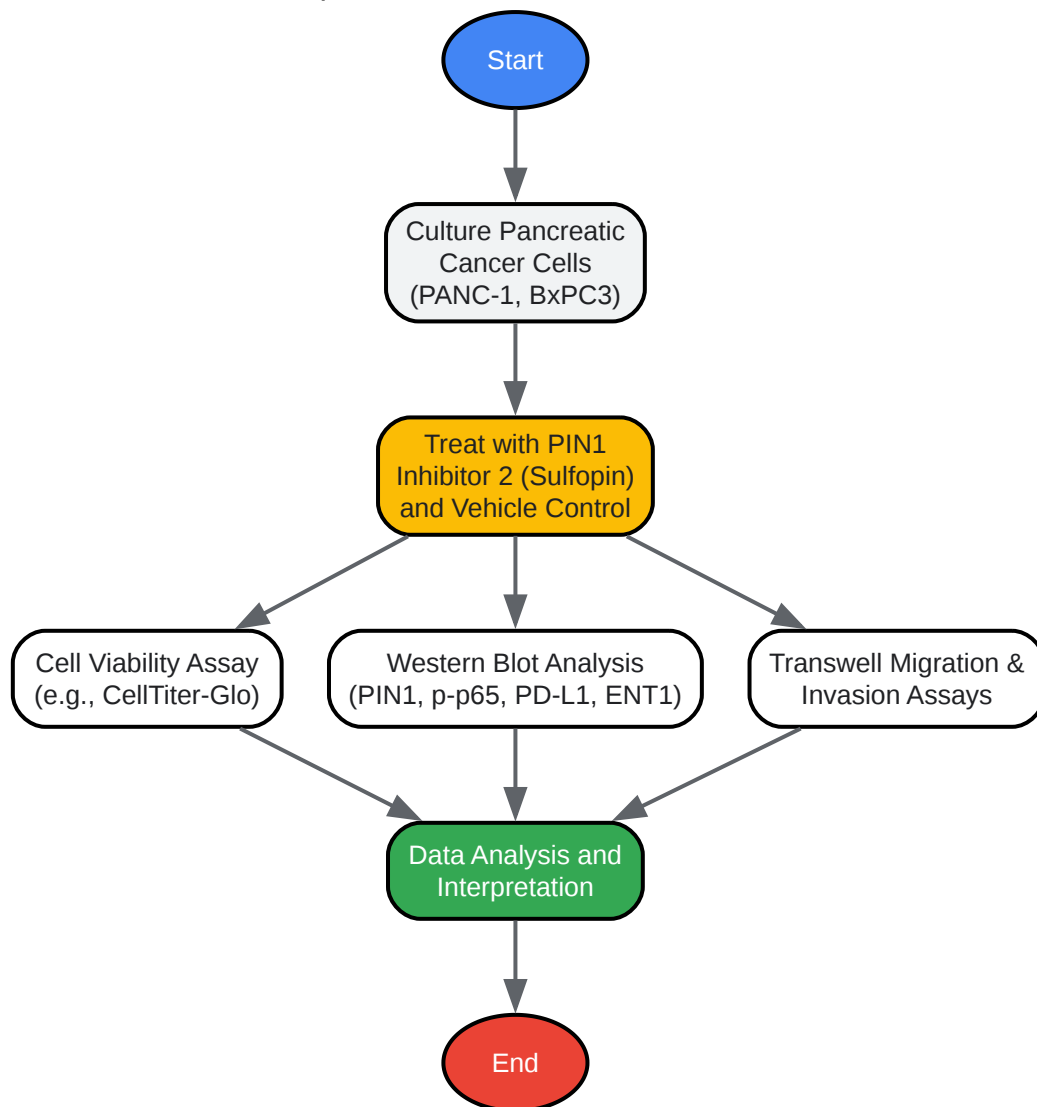 Start
Culture Pancreatic
Cancer Cells
(PANC-1, BxPC3)
Treat with PIN1
Inhibitor 2 (Sulfopin)
and Vehicle Control
Cell Viability Assay
(e.g., CellTiter-Glo)
Western Blot Analysis
(PIN1, p-p65, PD-L1, ENT1)
Transwell Migration &
Invasion Assays
Data Analysis and
Interpretation
End